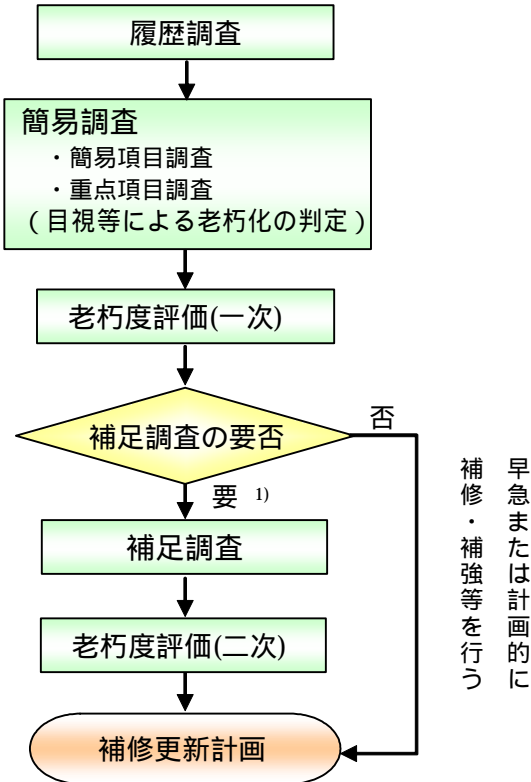 履歴調査
簡易調査
・簡易項目調査
・重点項目調査
（目視等による老朽化の判定）
老朽度評価(一次)
補足調査の要否
否
要 1)
補足調査
老朽度評価(二次)
補修更新計画
早急または計画的に
補修・補強等を行う